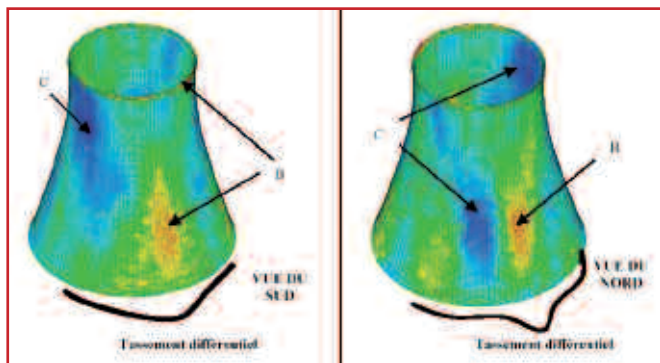 C
B
VUE DU
SUD
Tassement différentiel
C
VUE DU
NORD
Tassement différentiel